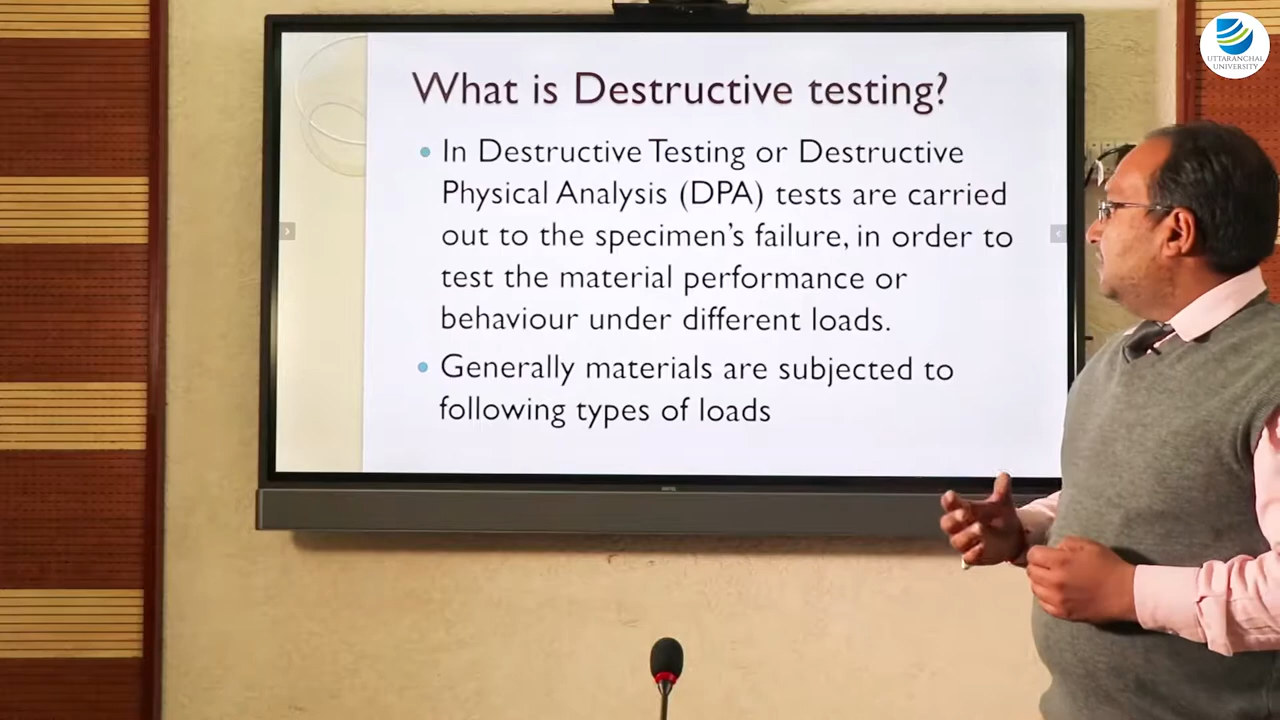 What is Destructive testing?
• In Destructive Testing or Destructive
Physical Analysis (DPA) tests are carried
out to the specimen's failure, in order to
test the material performance or
behaviour under different loads.
• Generally materials are subjected to
following types of loads
UTTARANCHAL
UNIVERSITY